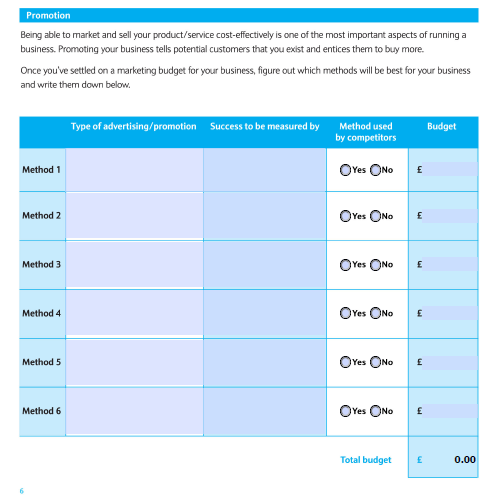 Promotion
Being able to market and sell your product/service cost-effectively is one of the most important aspects of running a
business. Promoting your business tells potential customers that you exist and entices them to buy more.
Once you've settled on a marketing budget for your business, figure out which methods will be best for your business
and write them down below.
Type of advertising/promotion Success to be measured by Method used by competitors Budget
Method 1 Yes No £
Method 2 Yes No £
Method 3 Yes No £
Method 4 Yes No £
Method 5 Yes No £
Method 6 Yes No £
Total budget £ 0.00
6